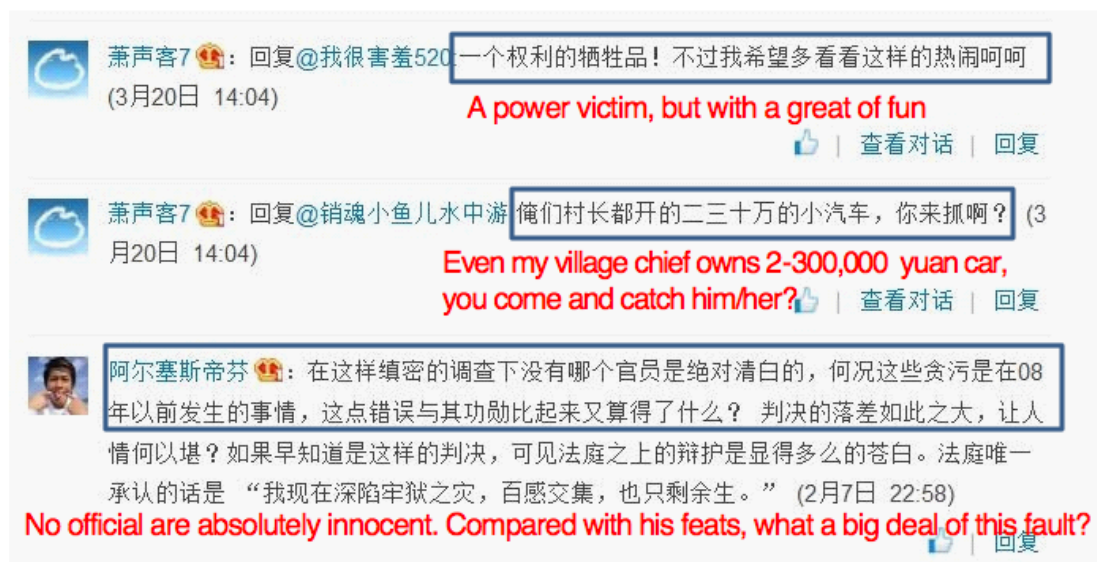 萧声客7：回复@我很害羞520:一个权利的牺牲品！不过我希望多看看这样的热闹呵呵
(3月20日 14:04)
A power victim, but with a great of fun
查看对话 | 回复
萧声客7：回复@销魂小鱼儿水中游 俺们村长都开的二三十万的小汽车，你来抓啊？ (3
月20日 14:04)
Even my village chief owns 2-300,000 yuan car,
you come and catch him/her?
查看对话 | 回复
阿尔塞斯帝芬：在这样缜密的调查下没有哪个官员是绝对清白的，何况这些贪污是在08
年以前发生的事情，这点错误与其功勋比起来又算得了什么？ 判决的落差如此之大，让人
情何以堪？如果早知道是这样的判决，可见法庭之上的辩护是显得多么的苍白。法庭唯一
承认的话是 “我现在深陷牢狱之灾，百感交集，也只剩余生。” (2月7日 22:58)
No official are absolutely innocent. Compared with his feats, what a big deal of this fault?
| 回复